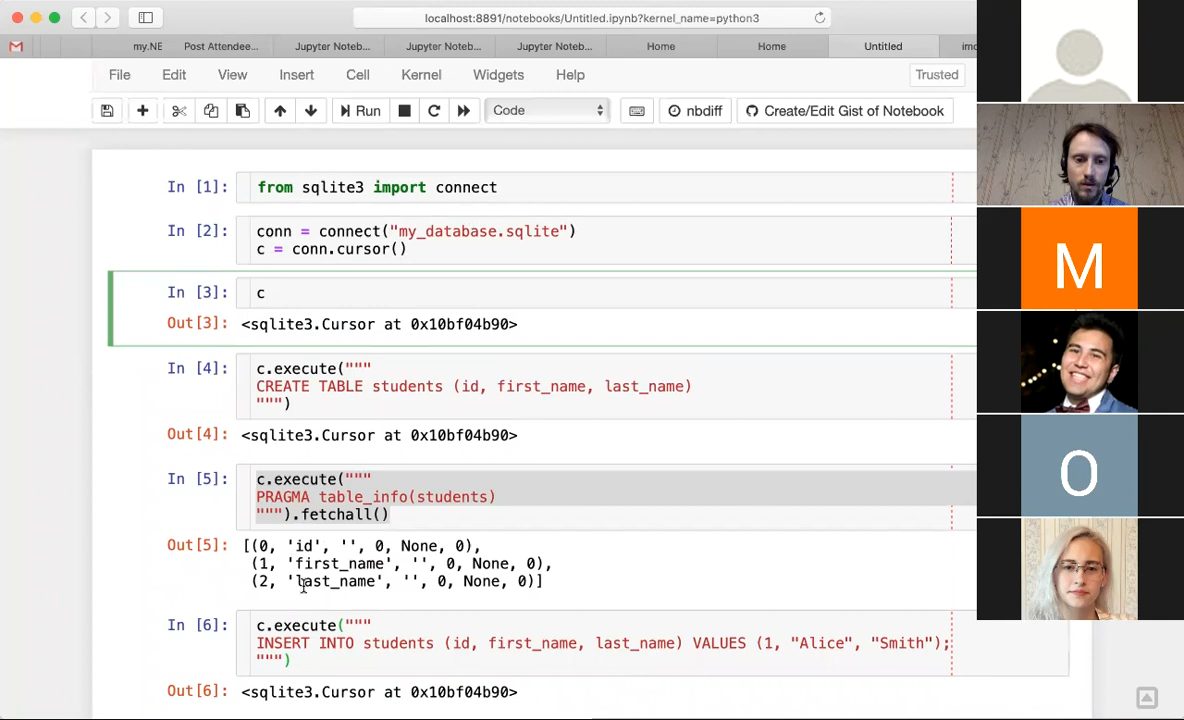 localhost:8891/notebooks/Untitled.ipynb?kernel_name=python3
my.NE Post Attendee... Jupyter Noteb... Jupyter Noteb... Jupyter Noteb... Home Home Untitled imd
File Edit View Insert Cell Kernel Widgets Help Trusted
Run Code nbdiff Create/Edit Gist of Notebook
In [1]: from sqlite3 import connect
In [2]: conn = connect("my_database.sqlite")
c = conn.cursor()
In [3]: c
Out[3]: <sqlite3.Cursor at 0x10bf04b90>
In [4]: c.execute("""
CREATE TABLE students (id, first_name, last_name)
""")
Out[4]: <sqlite3.Cursor at 0x10bf04b90>
In [5]: c.execute("""
PRAGMA table_info(students)
""").fetchall()
Out[5]: [(0, 'id', '', 0, None, 0),
(1, 'first_name', '', 0, None, 0),
(2, 'last_name', '', 0, None, 0)]
In [6]: c.execute("""
INSERT INTO students (id, first_name, last_name) VALUES (1, "Alice", "Smith");
""")
Out[6]: <sqlite3.Cursor at 0x10bf04b90>
M
O